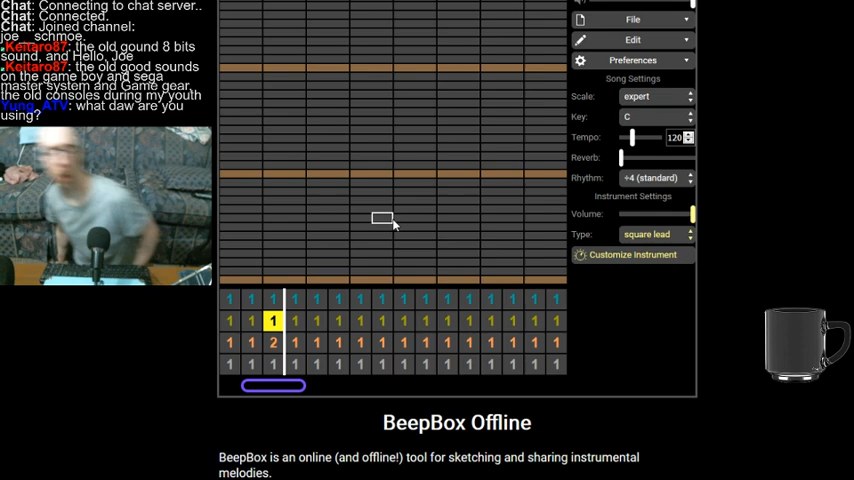 Chat: Connecting to chat server..
Chat: Connected.
Chat: Joined channel:
joe__schmoe.
Keitaro87: the old gound 8 bits
sound, and Hello, Joe
Keitaro87: the old good sounds
on the game boy and sega
master system and Game gear,
the old consoles during my youth
Yung_ATV: what daw are you
using?
File
Edit
Preferences
Song Settings
Scale: expert
Key: C
Tempo: 120
Reverb:
Rhythm: ÷4 (standard)
Instrument Settings
Volume:
Type: square lead
Customize Instrument
1 1 1 1 1 1 1 1 1 1 1 1 1 1 1 1
1 1 1 1 1 1 1 1 1 1 1 1 1 1 1 1
1 1 2 1 1 1 1 1 1 1 1 1 1 1 1 1
1 1 1 1 1 1 1 1 1 1 1 1 1 1 1 1
BeepBox Offline
BeepBox is an online (and offline!) tool for sketching and sharing instrumental
melodies.